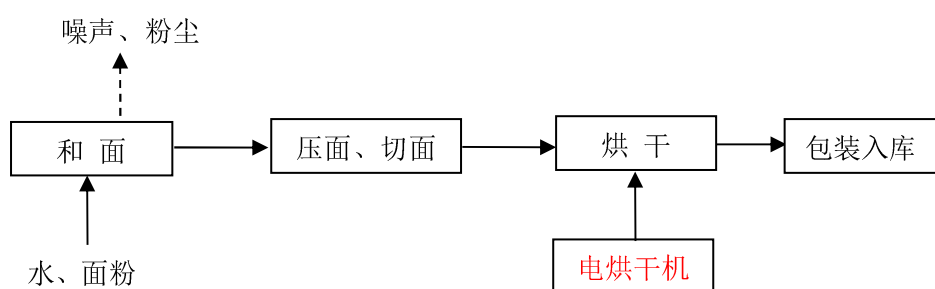 噪声、粉尘
和 面
压面、切面
烘 干
包装入库
水、面粉
电烘干机